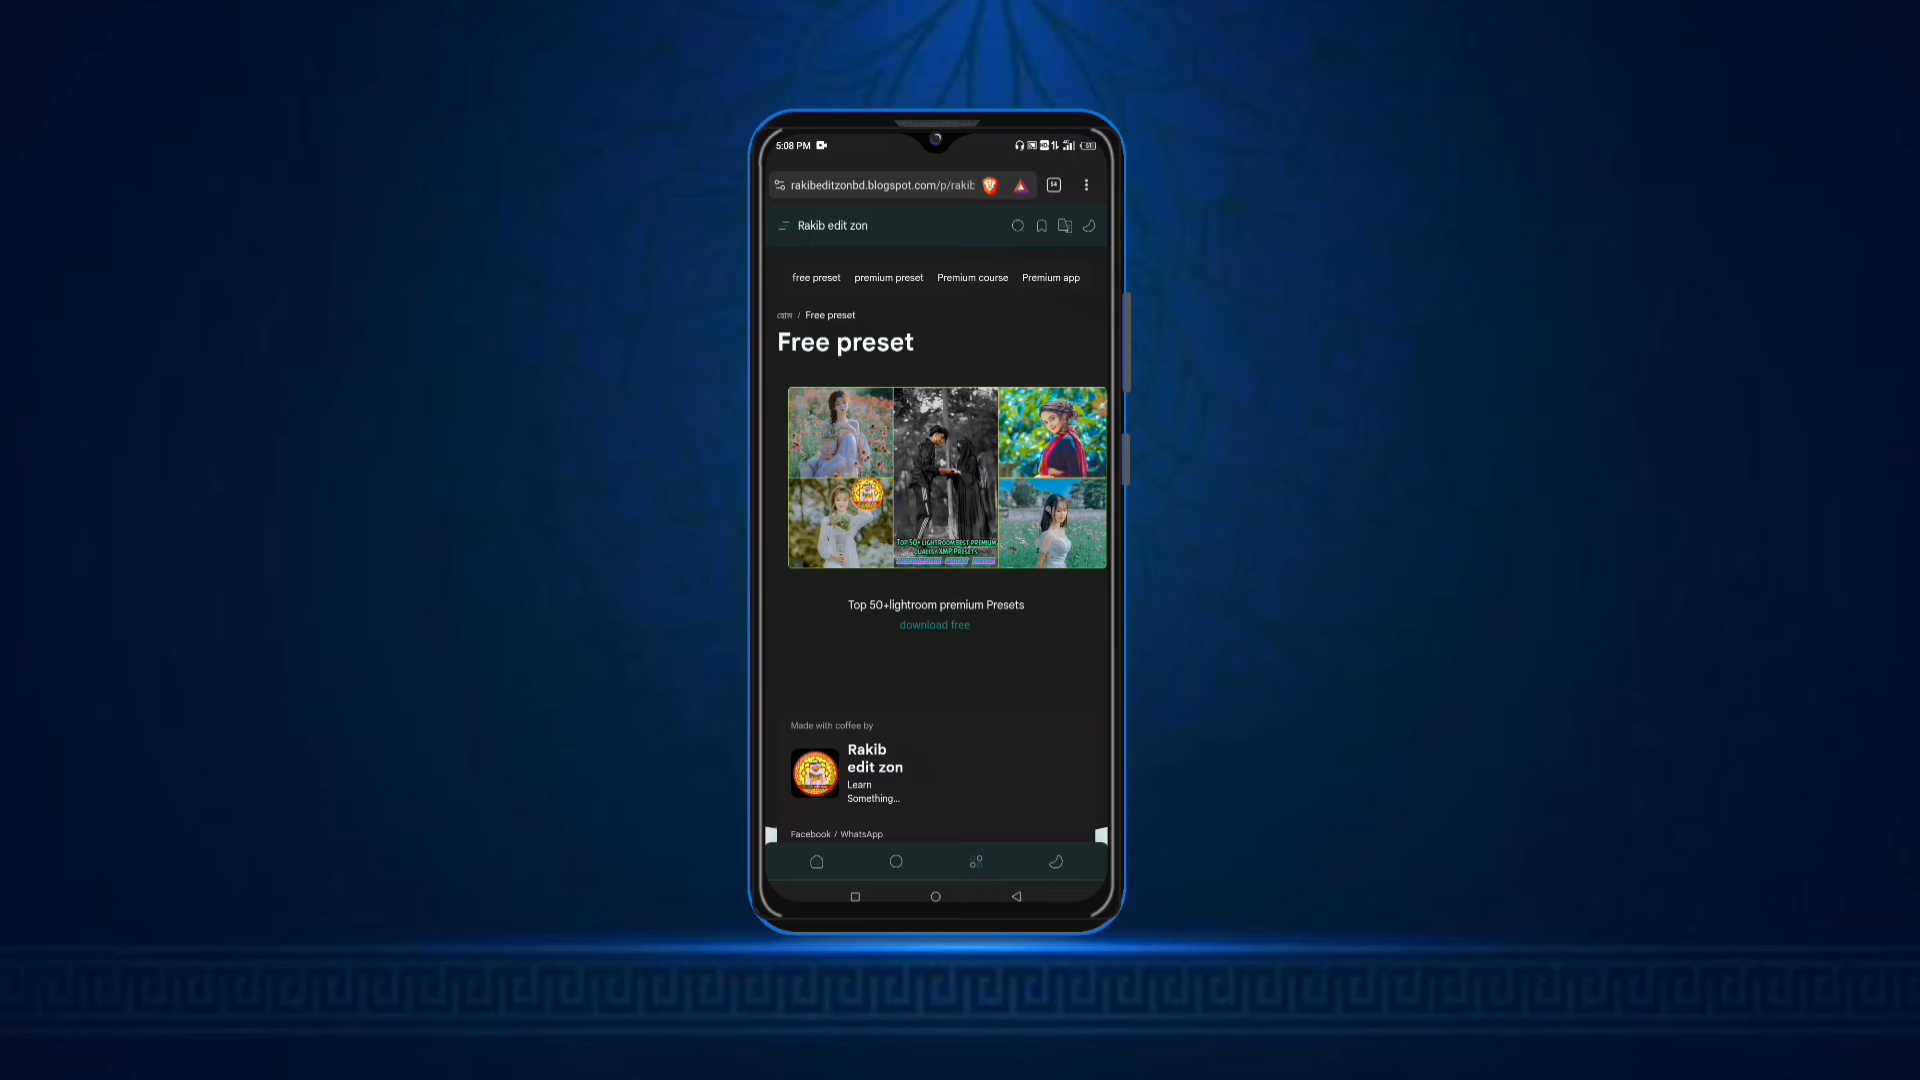 5:08 PM
rakibeditzonbd.blogspot.com/p/rakib
54
Rakib edit zon
free preset premium preset Premium course Premium app
হোম / Free preset
Free preset
Top 50+ Lightroom best premium
quality XMP Presets
Top 50+lightroom premium Presets
download free
Made with coffee by
Rakib
edit zon
Learn
Something...
Facebook / WhatsApp